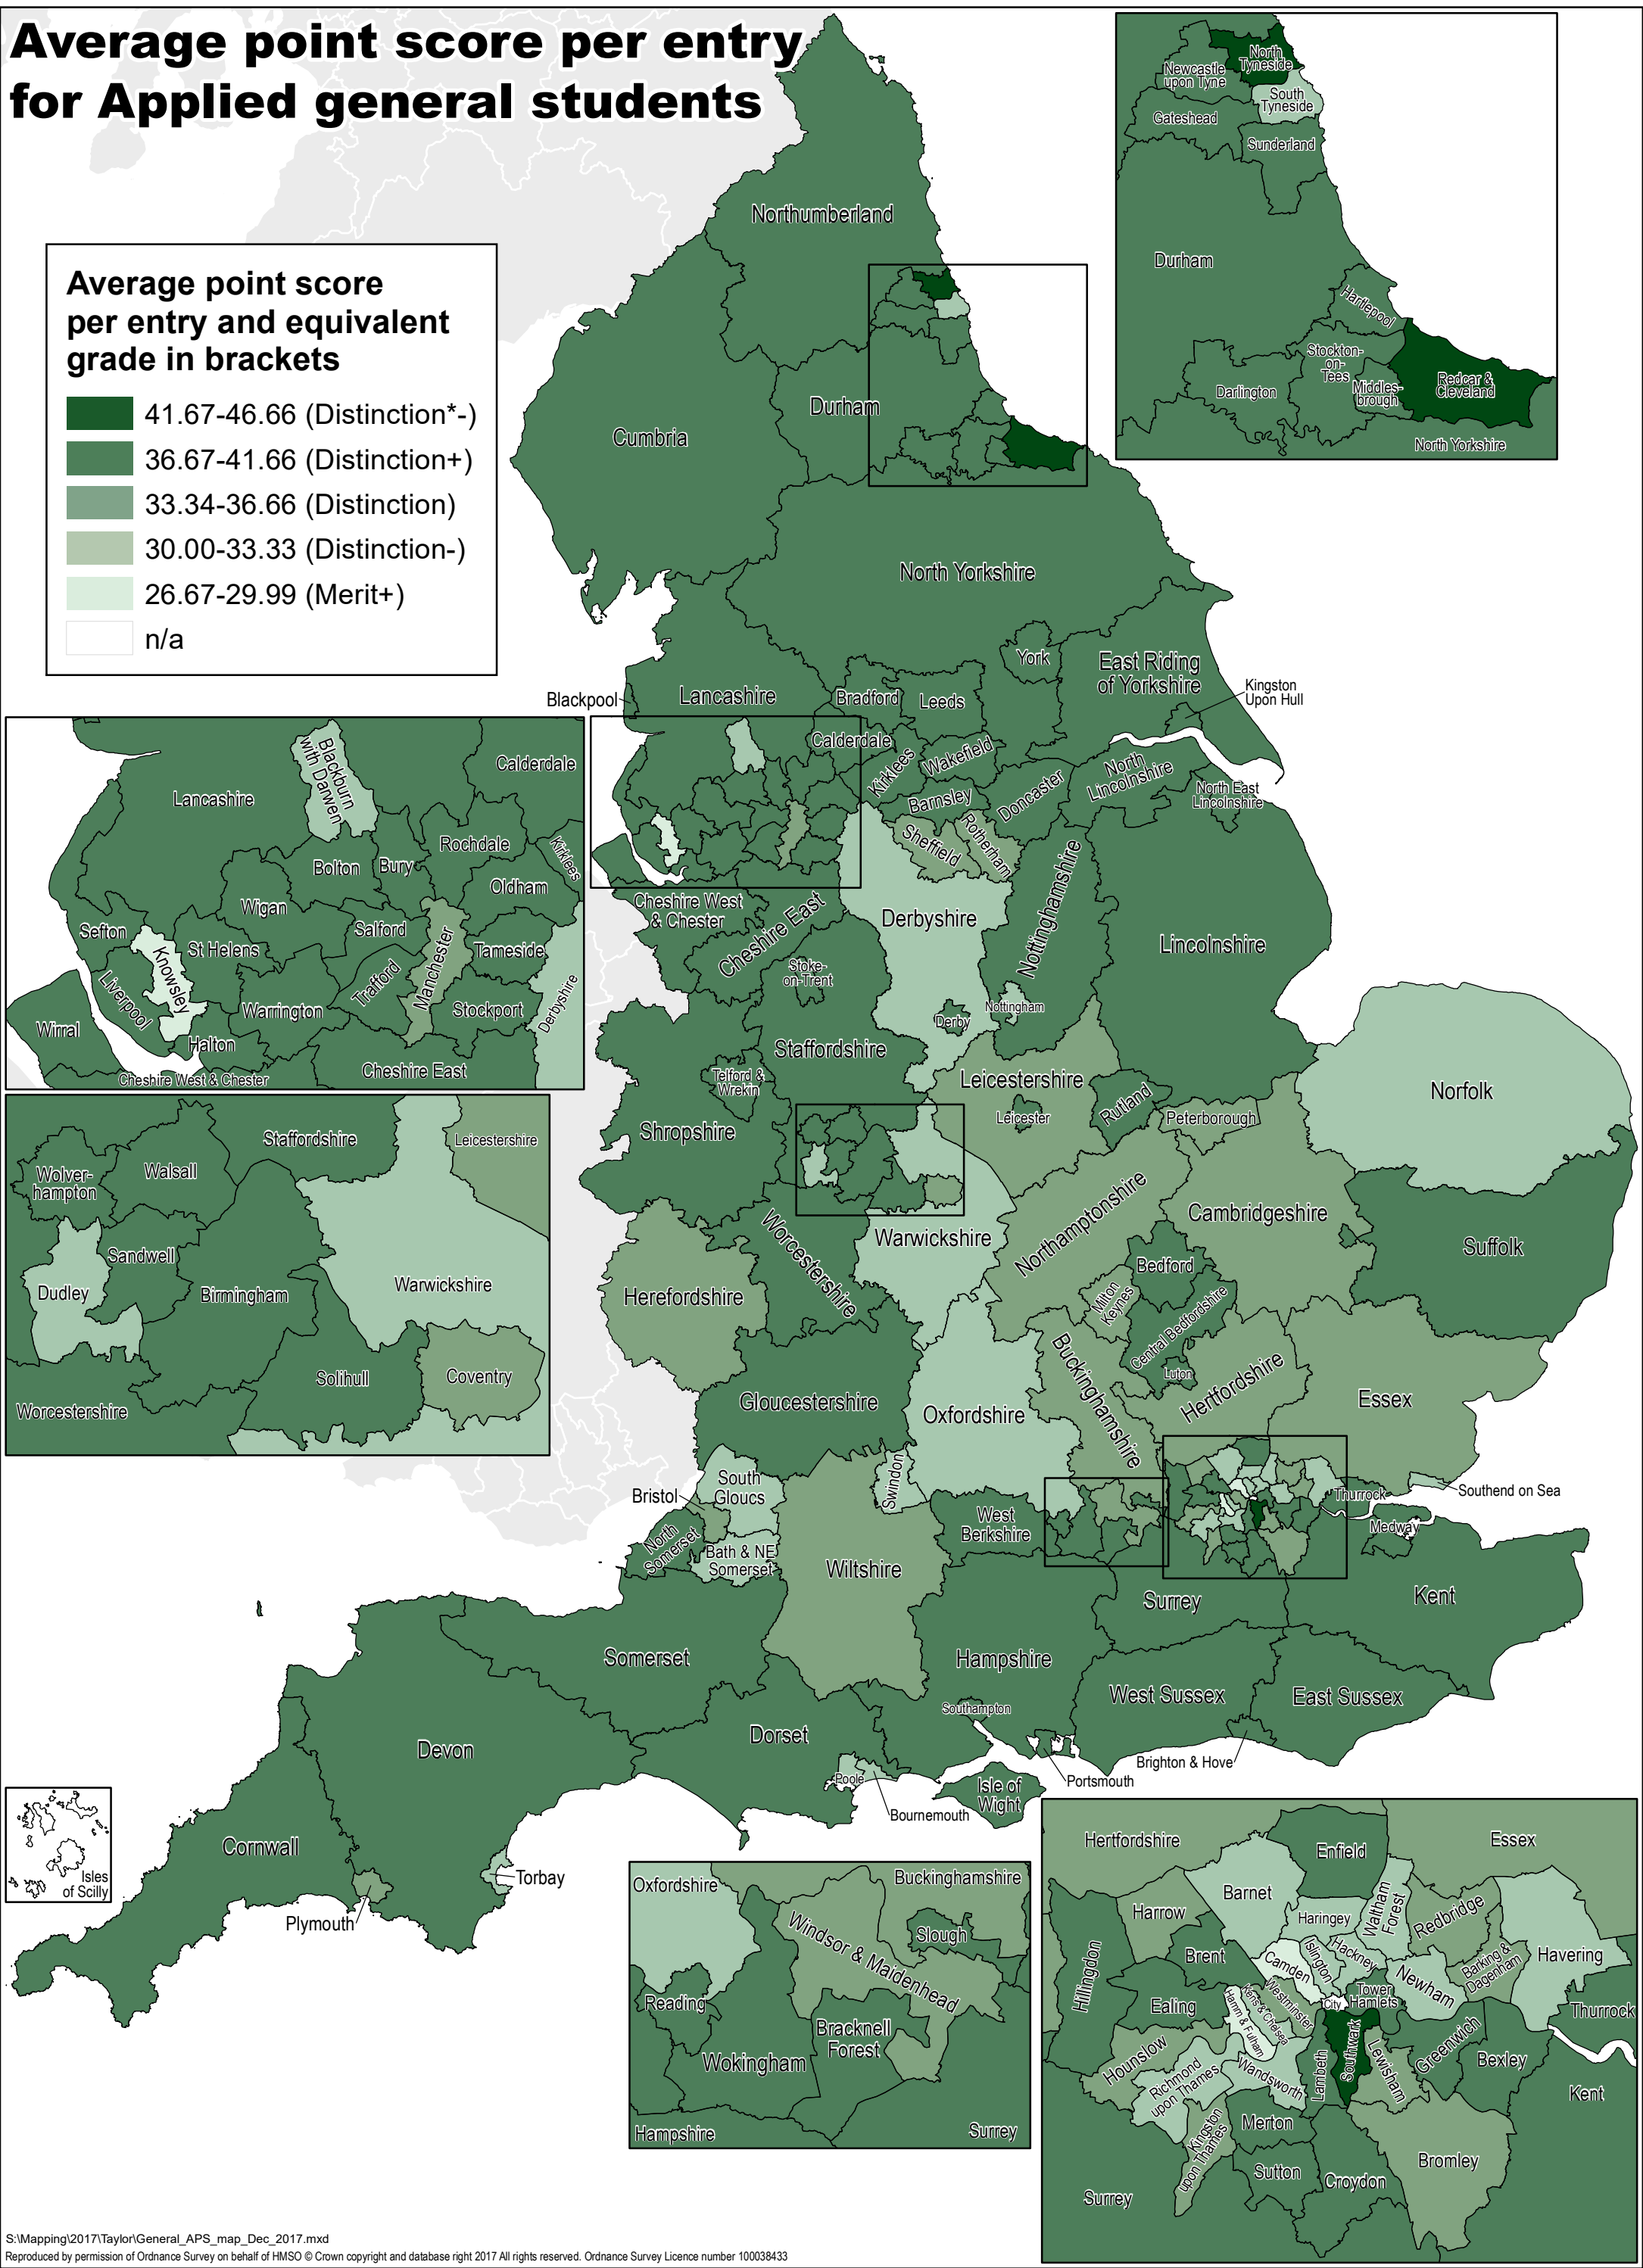 Average point score per entry
for Applied general students
Average point score
per entry and equivalent
grade in brackets
41.67-46.66 (Distinction*-)
36.67-41.66 (Distinction+)
33.34-36.66 (Distinction)
30.00-33.33 (Distinction-)
26.67-29.99 (Merit+)
n/a
North
Tyneside
Newcastle
upon Tyne
South
Tyneside
Gateshead
Sunderland
Durham
Hartlepool
Stockton-
on-
Tees
Middles-
brough
Redcar &
Cleveland
Darlington
North Yorkshire
Northumberland
Durham
Cumbria
North Yorkshire
York
East Riding
of Yorkshire
Kingston
Upon Hull
Blackpool
Lancashire
Bradford
Leeds
Calderdale
Kirklees
Wakefield
Barnsley
Doncaster
North
Lincolnshire
North East
Lincolnshire
Sheffield
Rotherham
Cheshire West
& Chester
Cheshire East
Stoke-
on-Trent
Derbyshire
Nottinghamshire
Lincolnshire
Derby
Nottingham
Staffordshire
Telford &
Wrekin
Shropshire
Leicestershire
Leicester
Rutland
Peterborough
Norfolk
Warwickshire
Worcestershire
Northamptonshire
Cambridgeshire
Suffolk
Herefordshire
Bedford
Milton
Keynes
Central Bedfordshire
Luton
Buckinghamshire
Hertfordshire
Essex
Gloucestershire
Oxfordshire
Swindon
South
Gloucs
Bristol
North
Somerset
Bath & NE
Somerset
Wiltshire
West
Berkshire
Thurrock
Southend on Sea
Medway
Kent
Surrey
Somerset
Hampshire
Southampton
West Sussex
East Sussex
Brighton & Hove
Portsmouth
Isle of
Wight
Dorset
Poole
Bournemouth
Devon
Cornwall
Torbay
Plymouth
Isles
of Scilly
Lancashire
Blackburn
with Darwen
Calderdale
Rochdale
Kirklees
Bolton
Bury
Oldham
Wigan
Salford
Sefton
St Helens
Manchester
Tameside
Knowsley
Liverpool
Trafford
Warrington
Stockport
Derbyshire
Wirral
Halton
Cheshire West & Chester
Cheshire East
Staffordshire
Leicestershire
Wolver-
hampton
Walsall
Sandwell
Dudley
Birmingham
Warwickshire
Solihull
Coventry
Worcestershire
Oxfordshire
Buckinghamshire
Windsor & Maidenhead
Slough
Reading
Bracknell
Forest
Wokingham
Hampshire
Surrey
Hertfordshire
Enfield
Essex
Barnet
Harrow
Haringey
Waltham
Forest
Redbridge
Hillingdon
Brent
Camden
Islington
Hackney
Newham
Barking &
Dagenham
Havering
Ealing
Westminster
Kens & Chelsea
Hamm & Fulham
City
Tower
Hamlets
Thurrock
Hounslow
Richmond
upon Thames
Wandsworth
Lambeth
Southwark
Lewisham
Greenwich
Bexley
Kent
Kingston
upon Thames
Merton
Sutton
Croydon
Bromley
Surrey
S:\Mapping\2017\Taylor\General_APS_map_Dec_2017.mxd
Reproduced by permission of Ordnance Survey on behalf of HMSO © Crown copyright and database right 2017 All rights reserved. Ordnance Survey Licence number 100038433